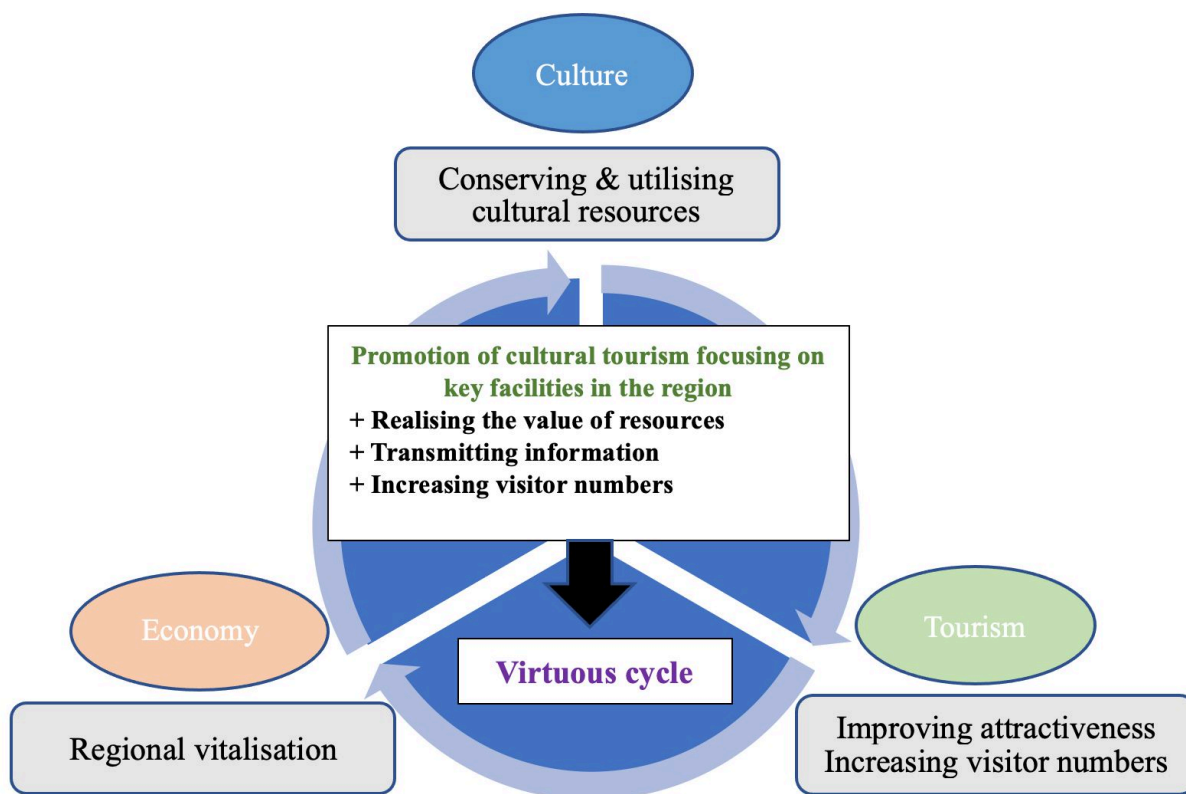 Culture
Conserving & utilising
cultural resources
Promotion of cultural tourism focusing on
key facilities in the region
+ Realising the value of resources
+ Transmitting information
+ Increasing visitor numbers
Economy
Regional vitalisation
Virtuous cycle
Tourism
Improving attractiveness
Increasing visitor numbers